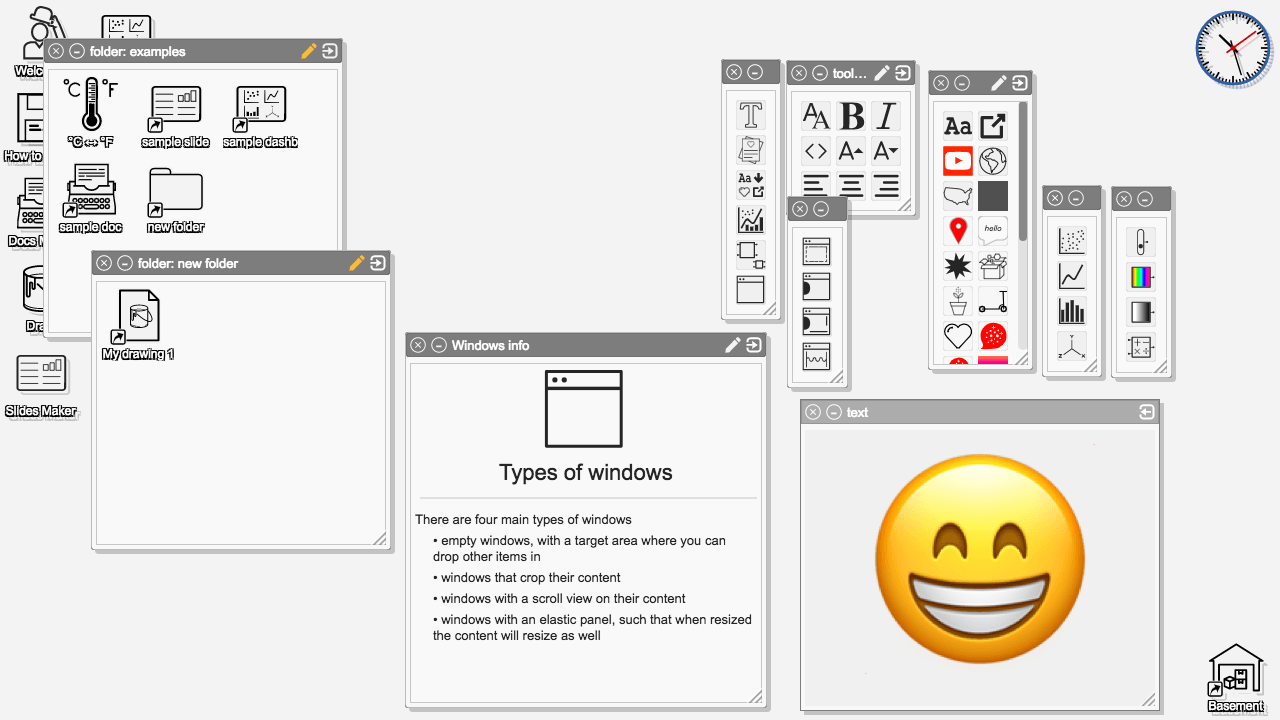 Welc
folder: examples
°C °F
°C ⇔ °F
sample slide
sample dashb
How to
sample doc
new folder
Docs M
folder: new folder
My drawing 1
Dra
Slides Maker
Windows info
Types of windows
There are four main types of windows
• empty windows, with a target area where you can
drop other items in
• windows that crop their content
• windows with a scroll view on their content
• windows with an elastic panel, such that when resized
the content will resize as well
T
Aa
tool...
AA B I
<> A A
Aa
hello
z x
text
Basement